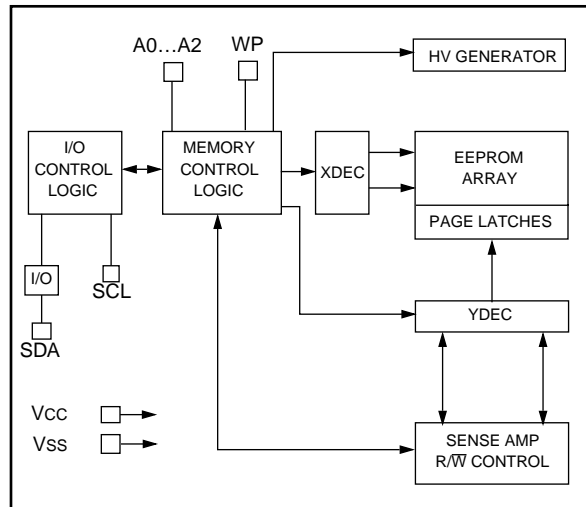 A0...A2
WP
HV GENERATOR
I/O
CONTROL
LOGIC
MEMORY
CONTROL
LOGIC
XDEC
EEPROM
ARRAY
PAGE LATCHES
I/O
SCL
SDA
YDEC
VCC
VSS
SENSE AMP
R/W̅ CONTROL